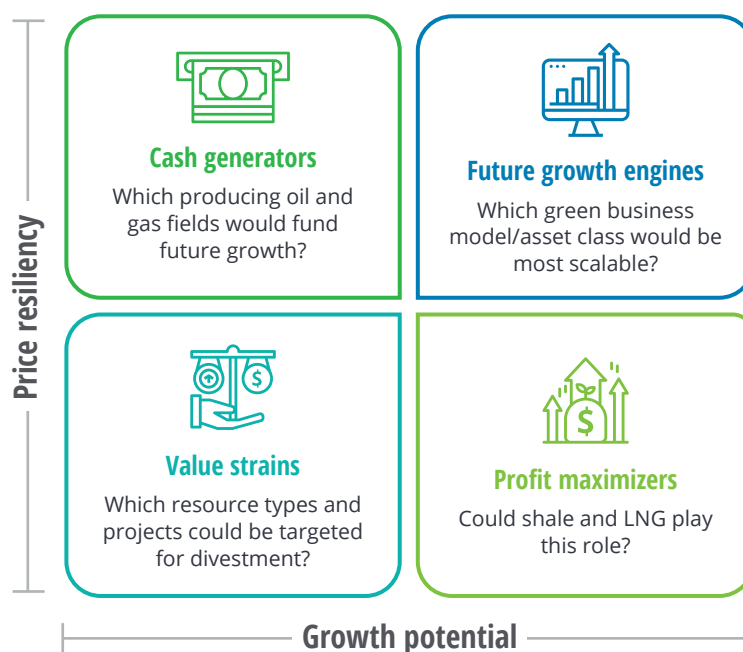 Cash generators
Which producing oil and
gas fields would fund
future growth?
Future growth engines
Which green business
model/asset class would be
most scalable?
Price resiliency
$
Value strains
Which resource types and
projects could be targeted
for divestment?
$
Profit maximizers
Could shale and LNG play
this role?
Growth potential